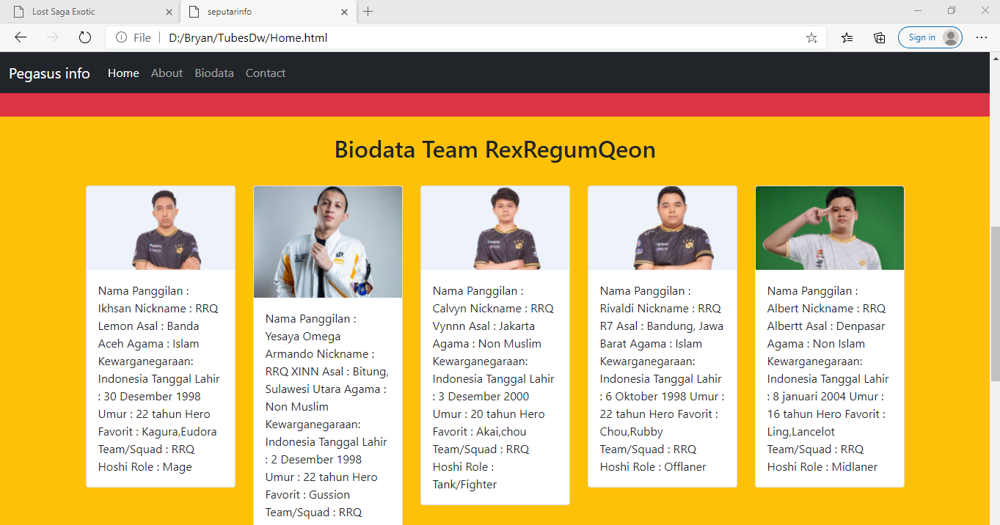 Lost Saga Exotic
seputarinfo
File
D:/Bryan/TubesDw/Home.html
Sign in
Pegasus info
Home
About
Biodata
Contact
Biodata Team RexRegumQeon
Nama Panggilan :
Ikhsan Nickname : RRQ
Lemon Asal : Banda
Aceh Agama : Islam
Kewarganegaraan:
Indonesia Tanggal Lahir
: 30 Desember 1998
Umur : 22 tahun Hero
Favorit : Kagura,Eudora
Team/Squad : RRQ
Hoshi Role : Mage
Nama Panggilan :
Yesaya Omega
Armando Nickname :
RRQ XINN Asal : Bitung,
Sulawesi Utara Agama :
Non Muslim
Kewarganegaraan:
Indonesia Tanggal Lahir
: 2 Desember 1998
Umur : 22 tahun Hero
Favorit : Gussion
Team/Squad : RRQ
Nama Panggilan :
Calvyn Nickname : RRQ
Vynnn Asal : Jakarta
Agama : Non Muslim
Kewarganegaraan:
Indonesia Tanggal Lahir
: 3 Desember 2000
Umur : 20 tahun Hero
Favorit : Akai,chou
Team/Squad : RRQ
Hoshi Role :
Tank/Fighter
Nama Panggilan :
Rivaldi Nickname : RRQ
R7 Asal : Bandung, Jawa
Barat Agama : Islam
Kewarganegaraan:
Indonesia Tanggal Lahir
: 6 Oktober 1998 Umur :
22 tahun Hero Favorit :
Chou,Rubby
Team/Squad : RRQ
Hoshi Role : Offlaner
Nama Panggilan :
Albert Nickname : RRQ
Albertt Asal : Denpasar
Agama : Non Islam
Kewarganegaraan:
Indonesia Tanggal Lahir
: 8 januari 2004 Umur :
16 tahun Hero Favorit :
Ling,Lancelot
Team/Squad : RRQ
Hoshi Role : Midlaner